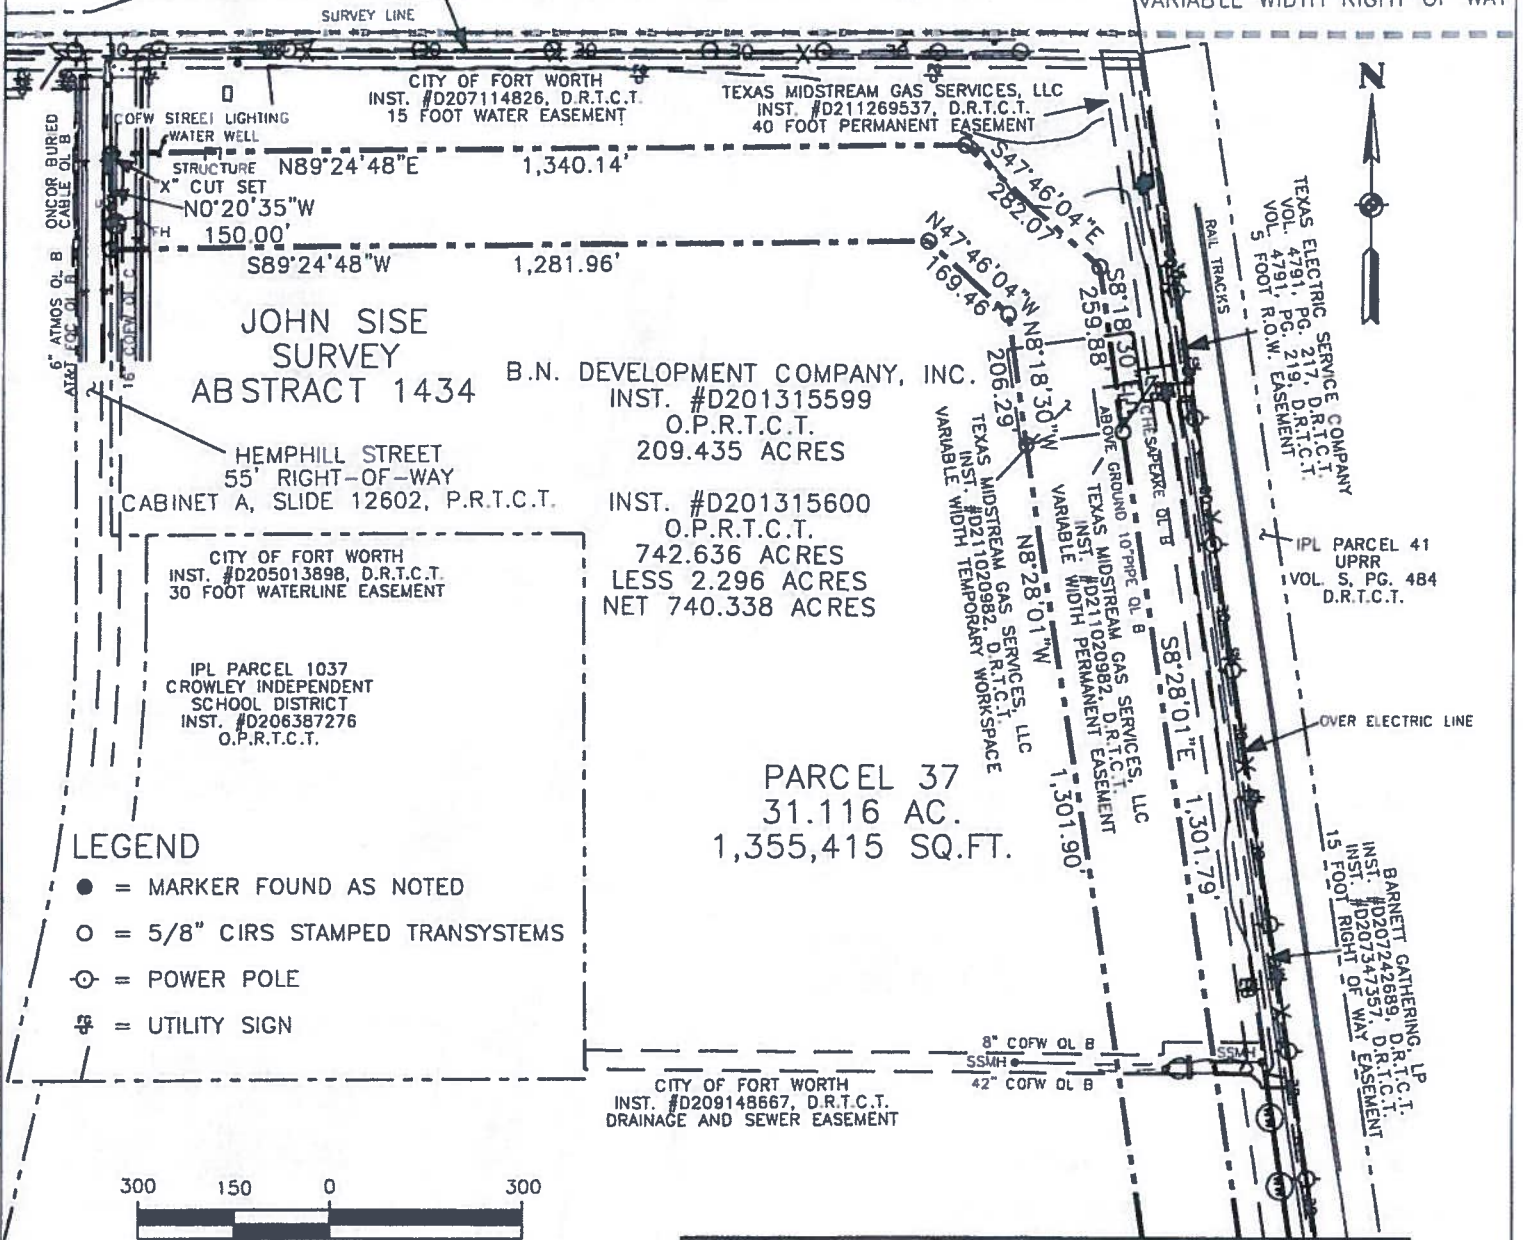 VARIABLE WIDTH RIGHT OF WAY
SURVEY LINE
CITY OF FORT WORTH
INST. #D207114826, D.R.T.C.T.
15 FOOT WATER EASEMENT
TEXAS MIDSTREAM GAS SERVICES, LLC
INST. #D211269537, D.R.T.C.T.
40 FOOT PERMANENT EASEMENT
N
COFW STREET LIGHTING
WATER WELL
STRUCTURE
"X" CUT SET
N0°20'35"W
150.00'
FH
ONCOR BURIED
CABLE QL B
6" ATMOS QL B
AT&T FOC QL B
16" COFW QL C
N89°24'48"E 1,340.14'
S89°24'48"W 1,281.96'
S47°46'04"E
282.07'
N47°46'04"W
169.46'
S8°18'30"E
259.88'
N8°18'30"W
206.29'
RAIL TRACKS
TEXAS ELECTRIC SERVICE COMPANY
VOL. 4791, PG. 217, D.R.T.C.T.
VOL. 4791, PG. 219, D.R.T.C.T.
5 FOOT R.O.W. EASEMENT
JOHN SISE
SURVEY
ABSTRACT 1434
B.N. DEVELOPMENT COMPANY, INC.
INST. #D201315599
O.P.R.T.C.T.
209.435 ACRES
INST. #D201315600
O.P.R.T.C.T.
742.636 ACRES
LESS 2.296 ACRES
NET 740.338 ACRES
HEMPHILL STREET
55' RIGHT-OF-WAY
CABINET A, SLIDE 12602, P.R.T.C.T.
CHESAPEAKE QL B
ABOVE GROUND 10"PIPE QL B
TEXAS MIDSTREAM GAS SERVICES, LLC
INST. #D211020982, D.R.T.C.T.
VARIABLE WIDTH TEMPORARY WORKSPACE
TEXAS MIDSTREAM GAS SERVICES, LLC
INST. #D211020982, D.R.T.C.T.
VARIABLE WIDTH PERMANENT EASEMENT
N8°28'01"W 1,301.90'
S8°28'01"E 1,301.79'
IPL PARCEL 41
UPRR
VOL. S, PG. 484
D.R.T.C.T.
CITY OF FORT WORTH
INST. #D205013898, D.R.T.C.T.
30 FOOT WATERLINE EASEMENT
IPL PARCEL 1037
CROWLEY INDEPENDENT
SCHOOL DISTRICT
INST. #D206387276
O.P.R.T.C.T.
OVER ELECTRIC LINE
PARCEL 37
31.116 AC.
1,355,415 SQ.FT.
LEGEND
= MARKER FOUND AS NOTED
= 5/8" CIRS STAMPED TRANSYSTEMS
= POWER POLE
= UTILITY SIGN
BARNETT GATHERING, LP
INST. #D207242689, D.R.T.C.T.
INST. #D207347357, D.R.T.C.T.
15 FOOT RIGHT OF WAY EASEMENT
8" COFW QL B
SSMH
SSMH
42" COFW QL B
CITY OF FORT WORTH
INST. #D209148667, D.R.T.C.T.
DRAINAGE AND SEWER EASEMENT
300 150 0 300